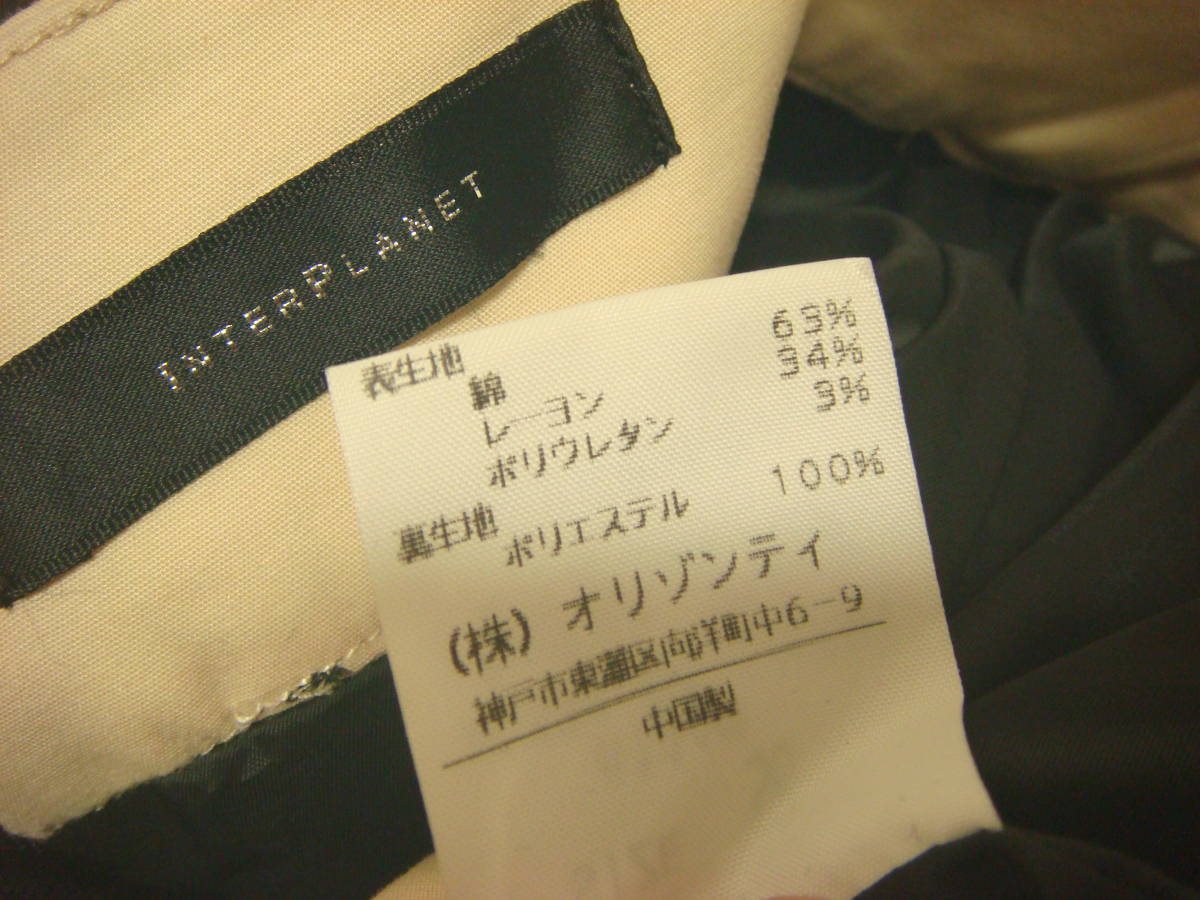 INTERPLANET
表生地
綿 63%
レーヨン 34%
ポリウレタン 3%
裏生地
ポリエステル 100%
(株) オリゾンティ
神戸市東灘区向洋町中6-9
中国製